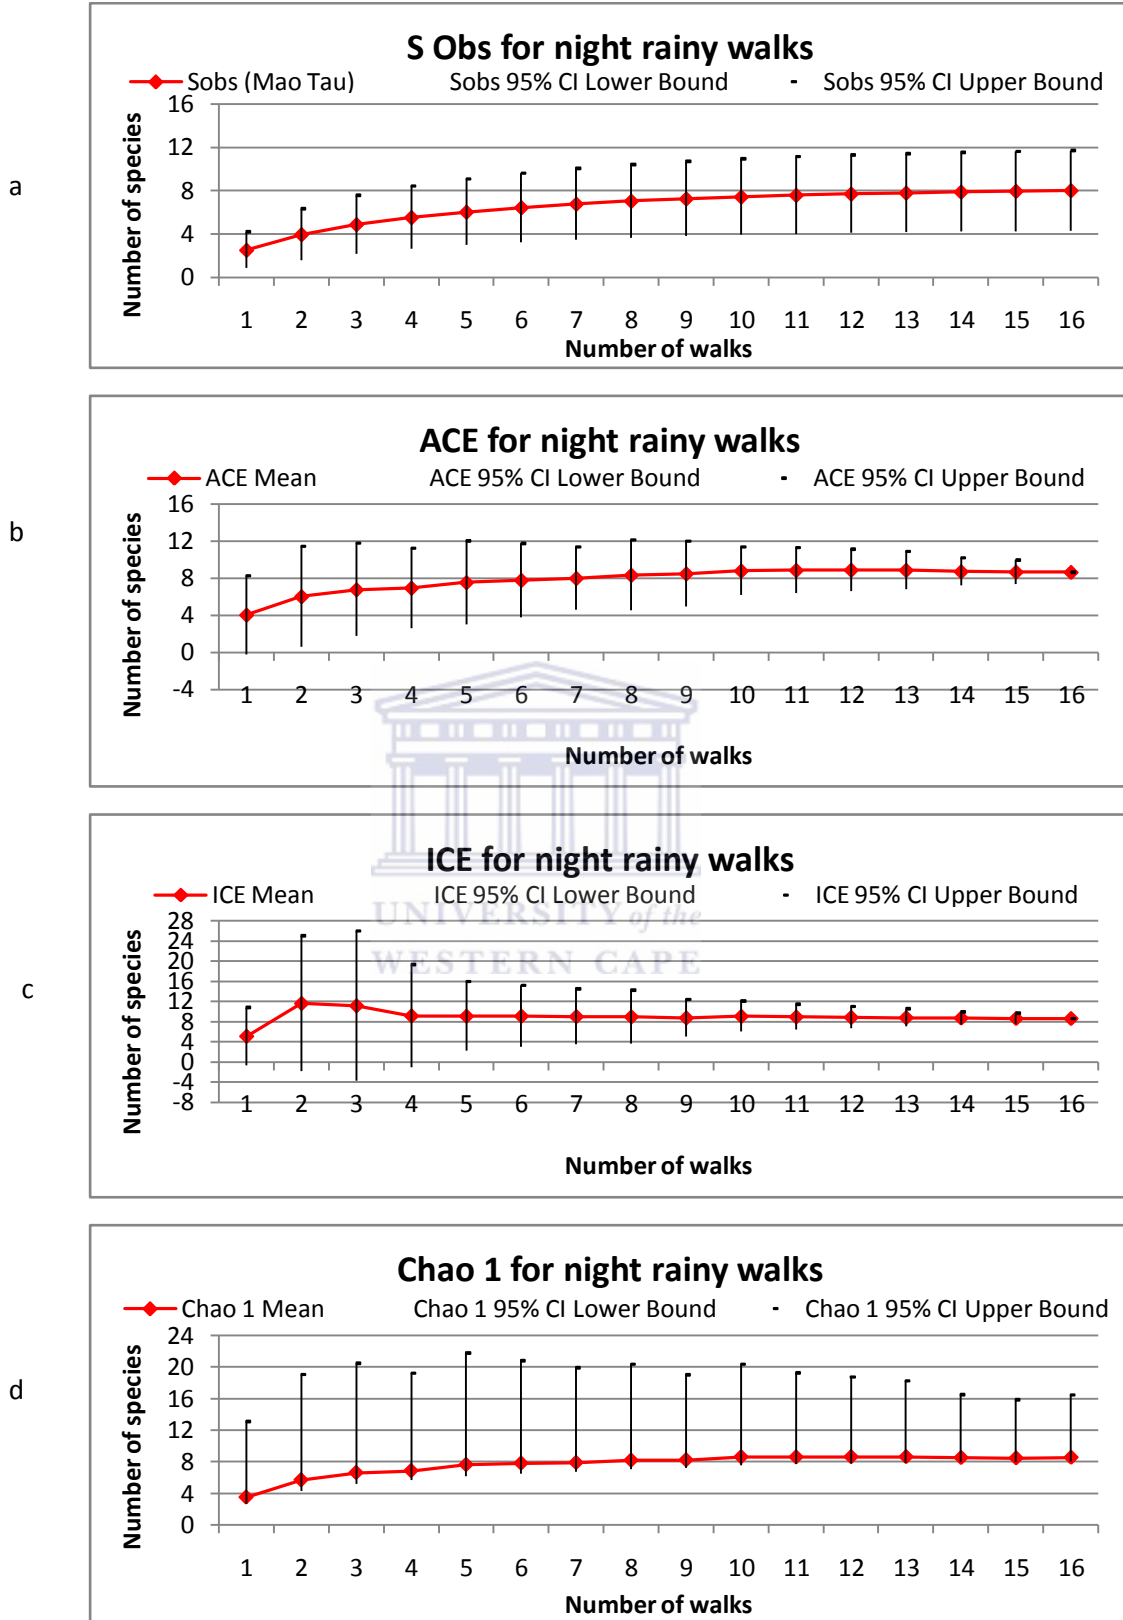 a
S Obs for night rainy walks
Sobs (Mao Tau) Sobs 95% CI Lower Bound - Sobs 95% CI Upper Bound
Number of species
16
12
8
4
0
1 2 3 4 5 6 7 8 9 10 11 12 13 14 15 16
Number of walks
b
ACE for night rainy walks
ACE Mean ACE 95% CI Lower Bound - ACE 95% CI Upper Bound
Number of species
16
12
8
4
0
-4
1 2 3 4 5 6 7 8 9 10 11 12 13 14 15 16
Number of walks
c
ICE for night rainy walks
ICE Mean ICE 95% CI Lower Bound - ICE 95% CI Upper Bound
UNIVERSITY of the
WESTERN CAPE
Number of species
28
24
20
16
12
8
4
0
-4
-8
1 2 3 4 5 6 7 8 9 10 11 12 13 14 15 16
Number of walks
d
Chao 1 for night rainy walks
Chao 1 Mean Chao 1 95% CI Lower Bound - Chao 1 95% CI Upper Bound
Number of species
24
20
16
12
8
4
0
1 2 3 4 5 6 7 8 9 10 11 12 13 14 15 16
Number of walks